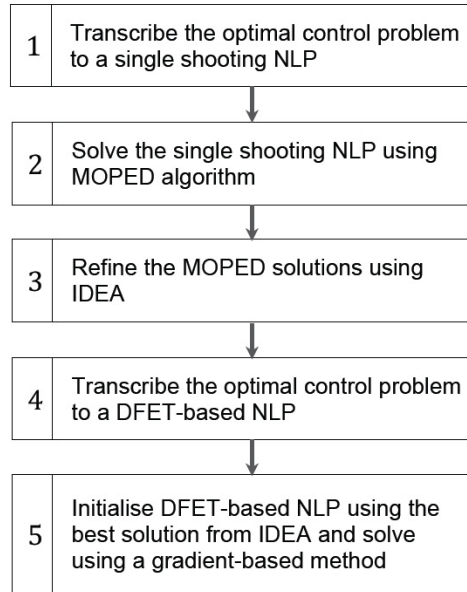 1
Transcribe the optimal control problem
to a single shooting NLP
2
Solve the single shooting NLP using
MOPED algorithm
3
Refine the MOPED solutions using
IDEA
4
Transcribe the optimal control problem
to a DFET-based NLP
5
Initialise DFET-based NLP using the
best solution from IDEA and solve
using a gradient-based method